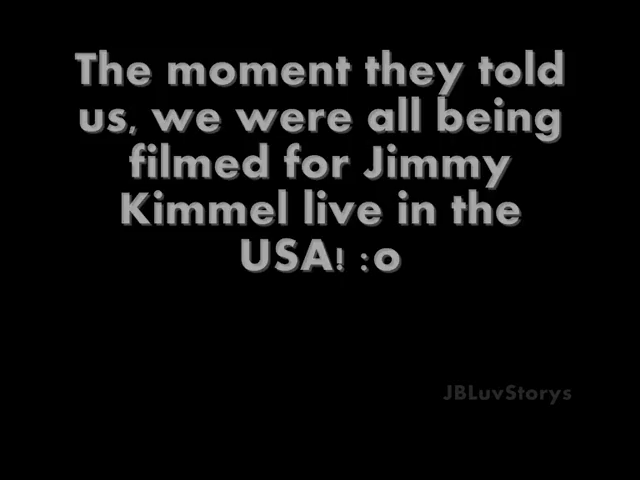 The moment they told
us, we were all being
filmed for Jimmy
Kimmel live in the
USA! :o
JBLuvStorys